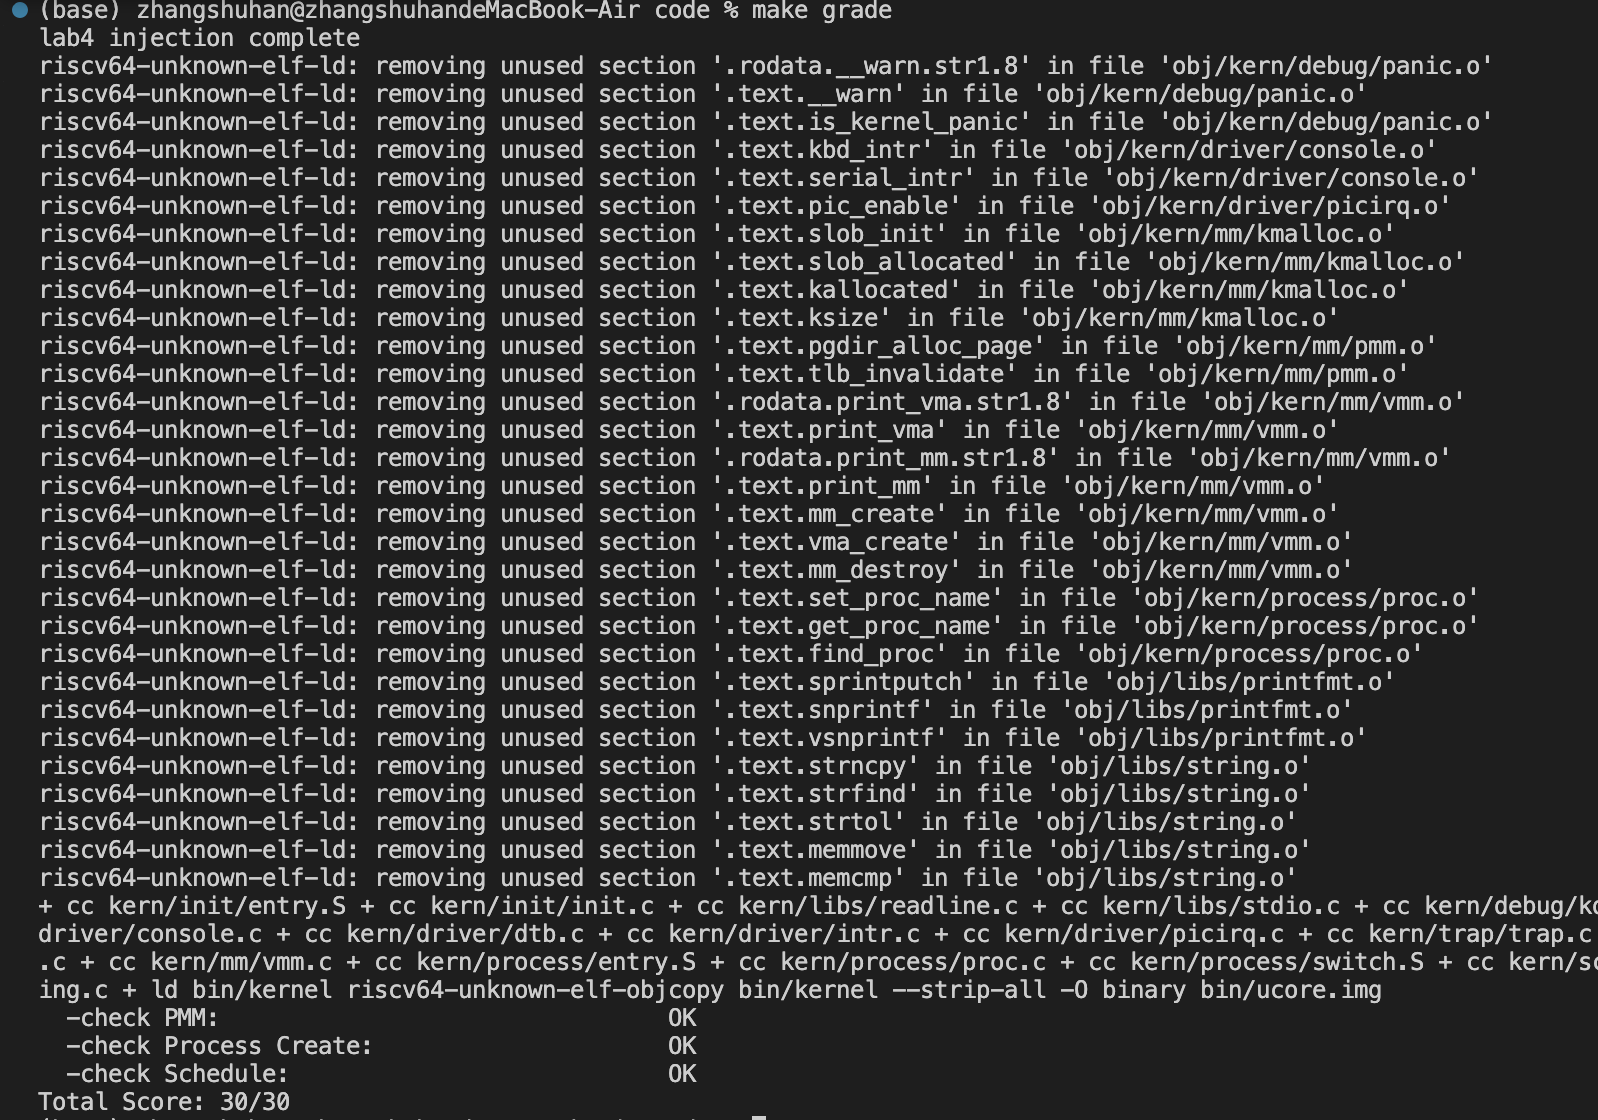 (base) zhangshuhan@zhangshuhandeMacBook-Air code % make grade
lab4 injection complete
riscv64-unknown-elf-ld: removing unused section '.rodata.__warn.str1.8' in file 'obj/kern/debug/panic.o'
riscv64-unknown-elf-ld: removing unused section '.text.__warn' in file 'obj/kern/debug/panic.o'
riscv64-unknown-elf-ld: removing unused section '.text.is_kernel_panic' in file 'obj/kern/debug/panic.o'
riscv64-unknown-elf-ld: removing unused section '.text.kbd_intr' in file 'obj/kern/driver/console.o'
riscv64-unknown-elf-ld: removing unused section '.text.serial_intr' in file 'obj/kern/driver/console.o'
riscv64-unknown-elf-ld: removing unused section '.text.pic_enable' in file 'obj/kern/driver/picirq.o'
riscv64-unknown-elf-ld: removing unused section '.text.slob_init' in file 'obj/kern/mm/kmalloc.o'
riscv64-unknown-elf-ld: removing unused section '.text.slob_allocated' in file 'obj/kern/mm/kmalloc.o'
riscv64-unknown-elf-ld: removing unused section '.text.kallocated' in file 'obj/kern/mm/kmalloc.o'
riscv64-unknown-elf-ld: removing unused section '.text.ksize' in file 'obj/kern/mm/kmalloc.o'
riscv64-unknown-elf-ld: removing unused section '.text.pgdir_alloc_page' in file 'obj/kern/mm/pmm.o'
riscv64-unknown-elf-ld: removing unused section '.text.tlb_invalidate' in file 'obj/kern/mm/pmm.o'
riscv64-unknown-elf-ld: removing unused section '.rodata.print_vma.str1.8' in file 'obj/kern/mm/vmm.o'
riscv64-unknown-elf-ld: removing unused section '.text.print_vma' in file 'obj/kern/mm/vmm.o'
riscv64-unknown-elf-ld: removing unused section '.rodata.print_mm.str1.8' in file 'obj/kern/mm/vmm.o'
riscv64-unknown-elf-ld: removing unused section '.text.print_mm' in file 'obj/kern/mm/vmm.o'
riscv64-unknown-elf-ld: removing unused section '.text.mm_create' in file 'obj/kern/mm/vmm.o'
riscv64-unknown-elf-ld: removing unused section '.text.vma_create' in file 'obj/kern/mm/vmm.o'
riscv64-unknown-elf-ld: removing unused section '.text.mm_destroy' in file 'obj/kern/mm/vmm.o'
riscv64-unknown-elf-ld: removing unused section '.text.set_proc_name' in file 'obj/kern/process/proc.o'
riscv64-unknown-elf-ld: removing unused section '.text.get_proc_name' in file 'obj/kern/process/proc.o'
riscv64-unknown-elf-ld: removing unused section '.text.find_proc' in file 'obj/kern/process/proc.o'
riscv64-unknown-elf-ld: removing unused section '.text.sprintputch' in file 'obj/libs/printfmt.o'
riscv64-unknown-elf-ld: removing unused section '.text.snprintf' in file 'obj/libs/printfmt.o'
riscv64-unknown-elf-ld: removing unused section '.text.vsnprintf' in file 'obj/libs/printfmt.o'
riscv64-unknown-elf-ld: removing unused section '.text.strncpy' in file 'obj/libs/string.o'
riscv64-unknown-elf-ld: removing unused section '.text.strfind' in file 'obj/libs/string.o'
riscv64-unknown-elf-ld: removing unused section '.text.strtol' in file 'obj/libs/string.o'
riscv64-unknown-elf-ld: removing unused section '.text.memmove' in file 'obj/libs/string.o'
riscv64-unknown-elf-ld: removing unused section '.text.memcmp' in file 'obj/libs/string.o'
+ cc kern/init/entry.S + cc kern/init/init.c + cc kern/libs/readline.c + cc kern/libs/stdio.c + cc kern/debug/
driver/console.c + cc kern/driver/dtb.c + cc kern/driver/intr.c + cc kern/driver/picirq.c + cc kern/trap/trap.c
.c + cc kern/mm/vmm.c + cc kern/process/entry.S + cc kern/process/proc.c + cc kern/process/switch.S + cc kern/
ing.c + ld bin/kernel riscv64-unknown-elf-objcopy bin/kernel --strip-all -O binary bin/ucore.img
-check PMM: OK
-check Process Create: OK
-check Schedule: OK
Total Score: 30/30